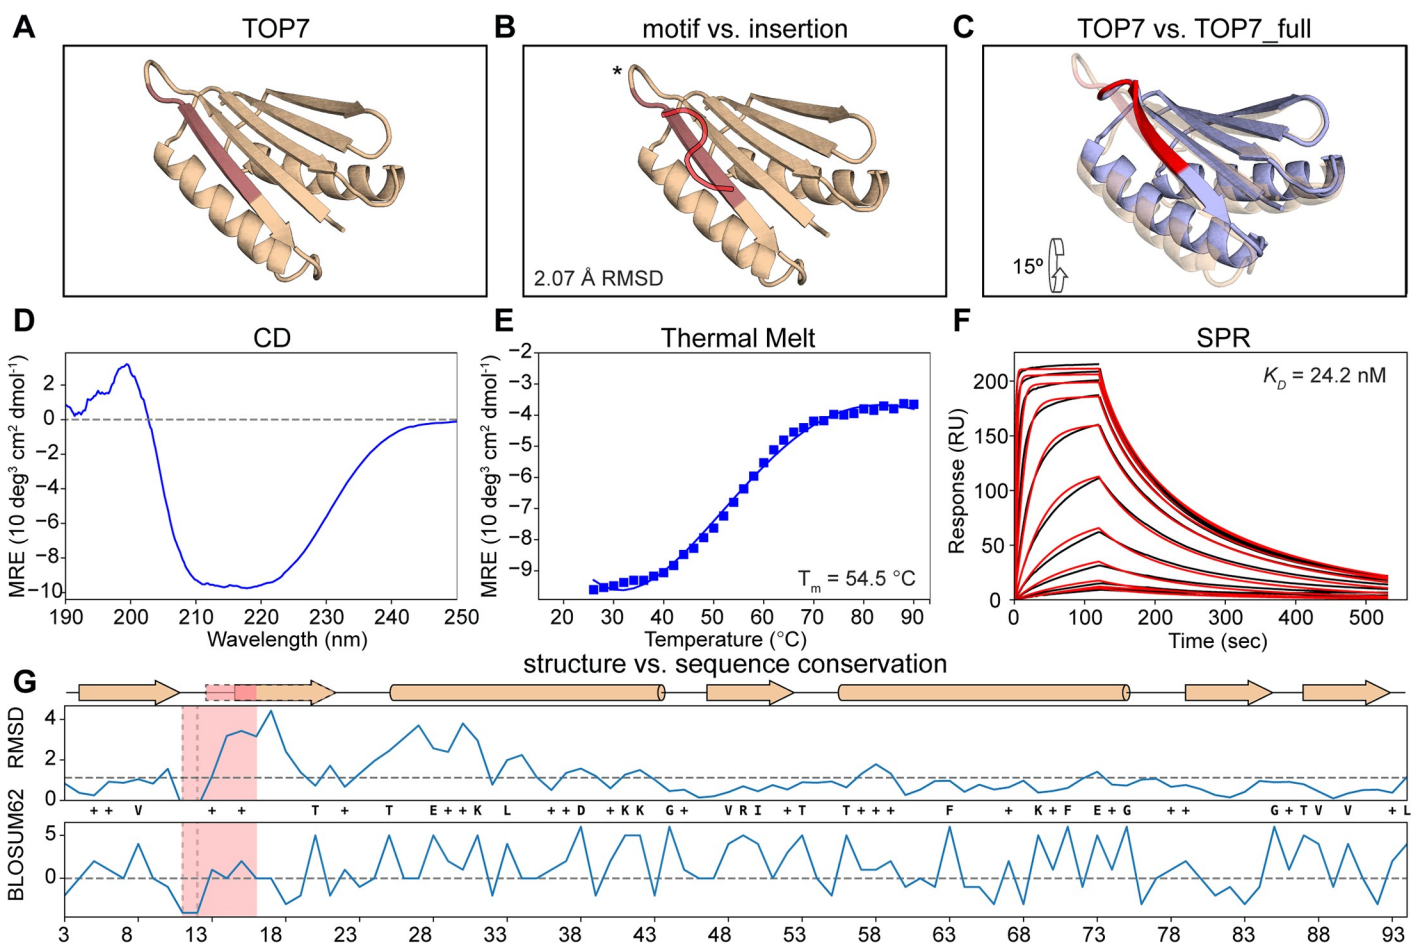 A TOP7
B motif vs. insertion
C TOP7 vs. TOP7_full
*
2.07 Å RMSD
15º
D CD
E Thermal Melt
F SPR
MRE (10 deg³ cm² dmol⁻¹)
2
0
−2
−4
−6
−8
−10
190 200 210 220 230 240 250
Wavelength (nm)
MRE (10 deg³ cm² dmol⁻¹)
−2
−3
−4
−5
−6
−7
−8
−9
Tm = 54.5 °C
20 30 40 50 60 70 80 90
Temperature (°C)
Response (RU)
KD = 24.2 nM
200
150
100
50
0
0 100 200 300 400 500
Time (sec)
G structure vs. sequence conservation
RMSD
4
2
0
+ + V + + T + T E + + K L + + D + K K G + V R I + T T + + + F + K + F E + G + + G + T V V + L
BLOSUM62
5
0
3 8 13 18 23 28 33 38 43 48 53 58 63 68 73 78 83 88 93